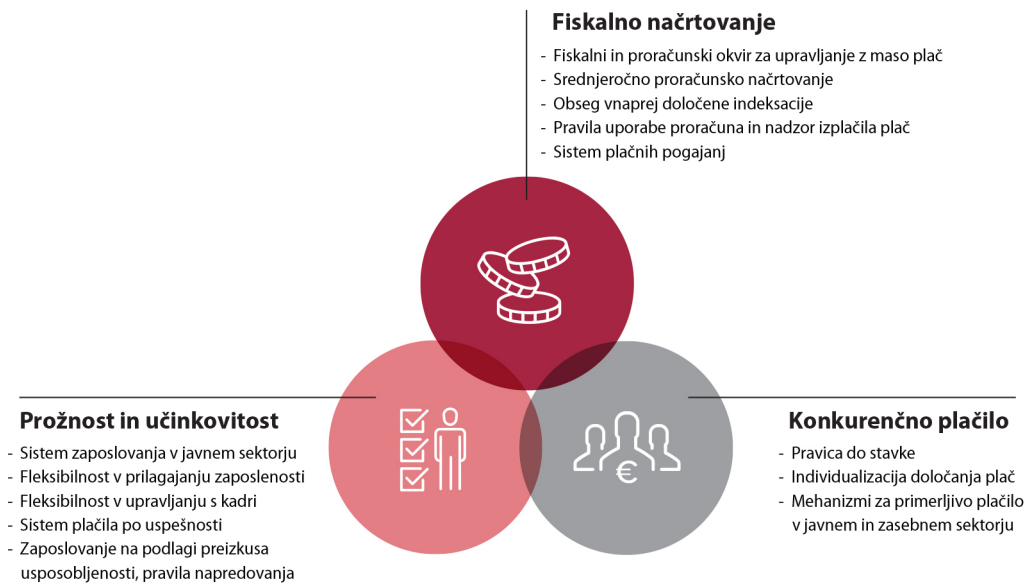 Fiskalno načrtovanje
- Fiskalni in proračunski okvir za upravljanje z maso plač
- Srednjeročno proračunsko načrtovanje
- Obseg vnaprej določene indeksacije
- Pravila uporabe proračuna in nadzor izplačila plač
- Sistem plačnih pogajanj
Prožnost in učinkovitost
- Sistem zaposlovanja v javnem sektorju
- Fleksibilnost v prilagajanju zaposlenosti
- Fleksibilnost v upravljanju s kadri
- Sistem plačila po uspešnosti
- Zaposlovanje na podlagi preizkusa
usposobljenosti, pravila napredovanja
€
Konkurenčno plačilo
- Pravica do stavke
- Individualizacija določanja plač
- Mehanizmi za primerljivo plačilo
v javnem in zasebnem sektorju